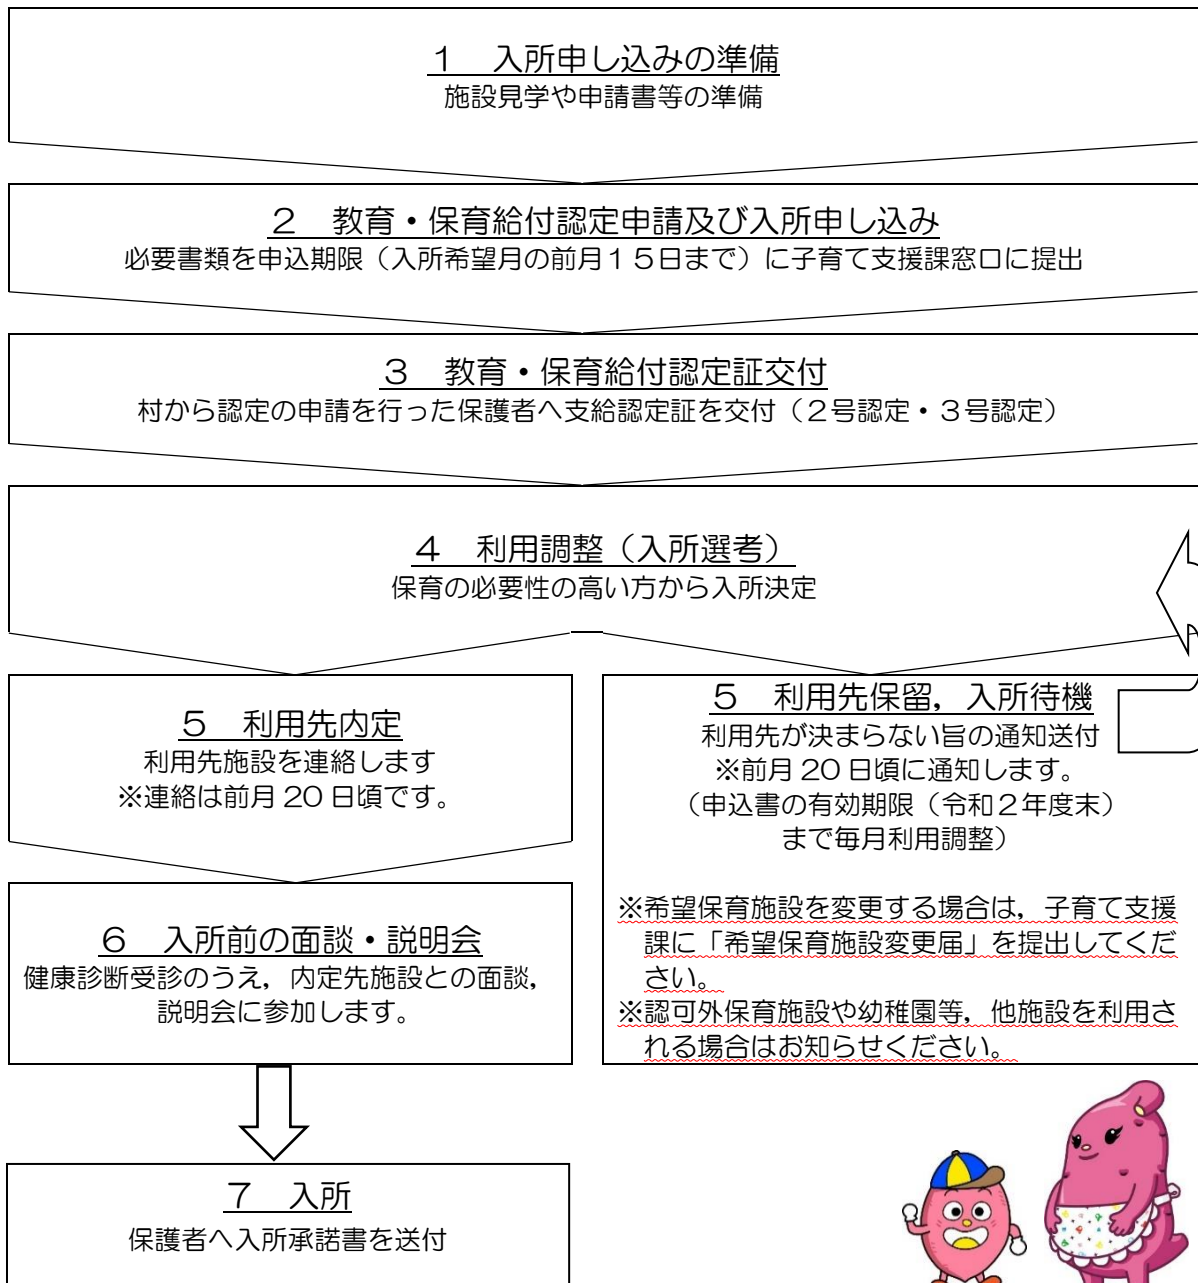 １　入所申し込みの準備
施設見学や申請書等の準備
２　教育・保育給付認定申請及び入所申し込み
必要書類を申込期限（入所希望月の前月１５日まで）に子育て支援課窓口に提出
３　教育・保育給付認定証交付
村から認定の申請を行った保護者へ支給認定証を交付（２号認定・３号認定）
４　利用調整（入所選考）
保育の必要性の高い方から入所決定
５　利用先内定
利用先施設を連絡します
※連絡は前月 20 日頃です。
５　利用先保留，入所待機
利用先が決まらない旨の通知送付
※前月 20 日頃に通知します。
（申込書の有効期限（令和２年度末）
まで毎月利用調整）
※希望保育施設を変更する場合は，子育て支援
課に「希望保育施設変更届」を提出してくだ
さい。
※認可外保育施設や幼稚園等，他施設を利用さ
れる場合はお知らせください。
６　入所前の面談・説明会
健康診断受診のうえ，内定先施設との面談，
説明会に参加します。
７　入所
保護者へ入所承諾書を送付